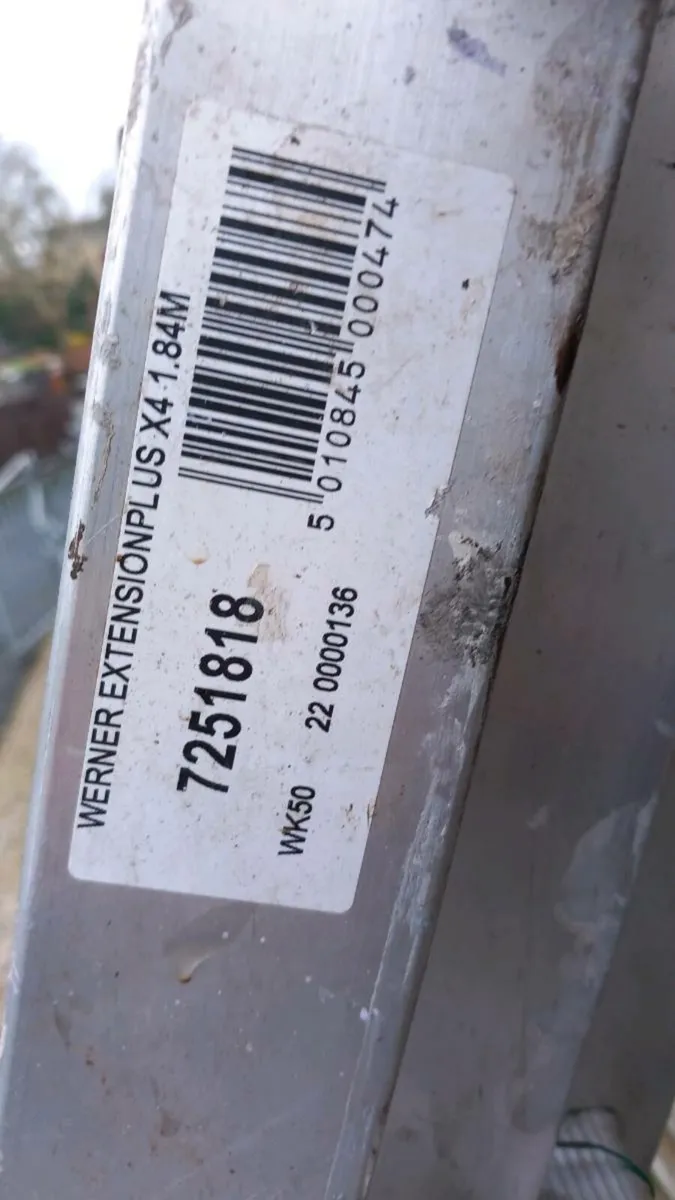 WERNER EXTENSIONPLUS X4 1.84M
5 010845 000474
7251818
WK50 22 0000136